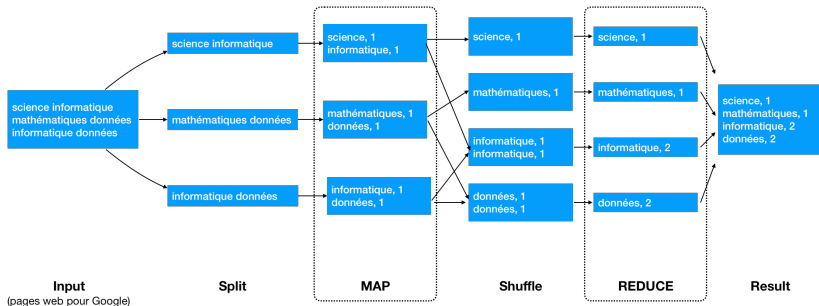 science informatique
mathématiques données
informatique données
science informatique
mathématiques données
informatique données
science, 1
informatique, 1
mathématiques, 1
données, 1
informatique, 1
données, 1
science, 1
mathématiques, 1
informatique, 1
informatique, 1
données, 1
données, 1
science, 1
mathématiques, 1
informatique, 2
données, 2
science, 1
mathématiques, 1
informatique, 2
données, 2
Input
(pages web pour Google)
Split
MAP
Shuffle
REDUCE
Result